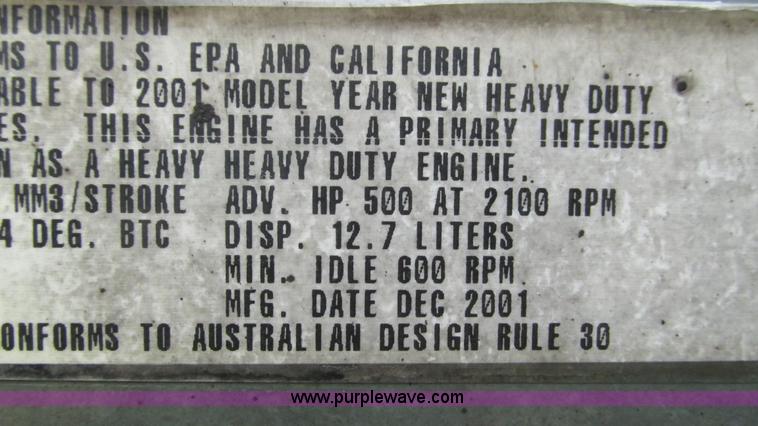 NFORMATION
MS TO U.S. EPA AND CALIFORNIA
ABLE TO 2001 MODEL YEAR NEW HEAVY DUTY
ES. THIS ENGINE HAS A PRIMARY INTENDED
N AS A HEAVY HEAVY DUTY ENGINE.
MM3/STROKE ADV. HP 500 AT 2100 RPM
4 DEG. BTC DISP. 12.7 LITERS
MIN. IDLE 600 RPM
MFG. DATE DEC 2001
ONFORMS TO AUSTRALIAN DESIGN RULE 30
www.purplewave.com